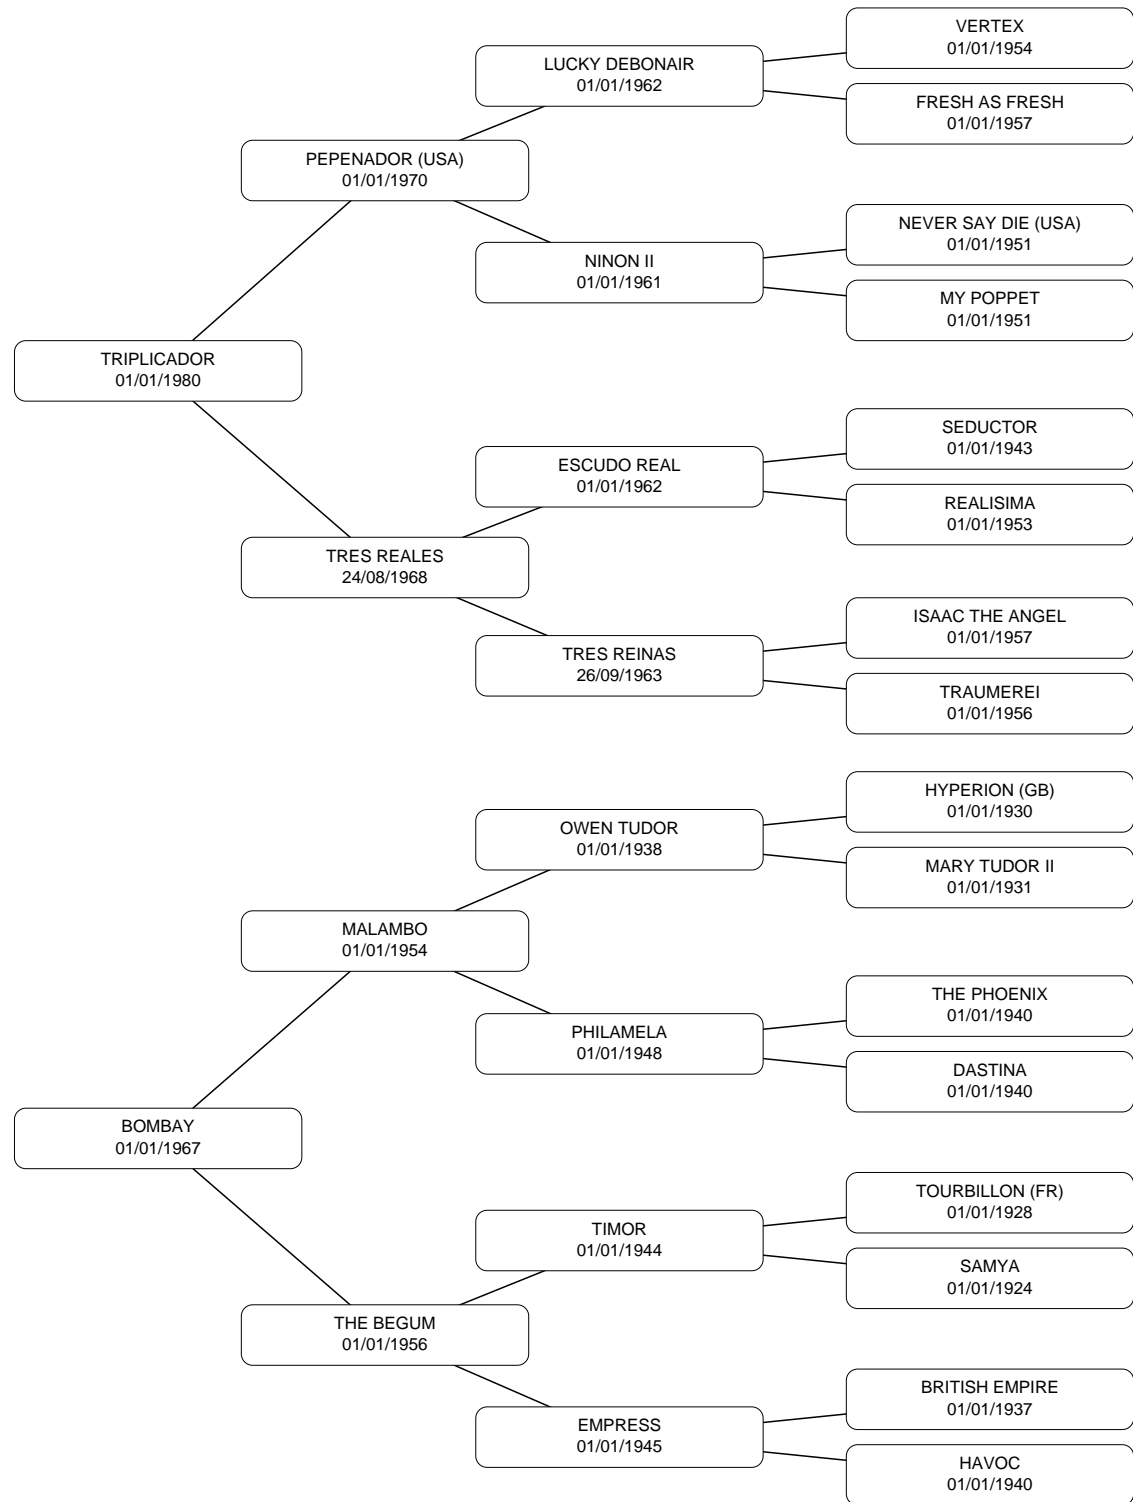 VERTEX
01/01/1954
LUCKY DEBONAIR
01/01/1962
FRESH AS FRESH
01/01/1957
PEPENADOR (USA)
01/01/1970
NEVER SAY DIE (USA)
01/01/1951
NINON II
01/01/1961
MY POPPET
01/01/1951
TRIPLICADOR
01/01/1980
SEDUCTOR
01/01/1943
ESCUDO REAL
01/01/1962
REALISIMA
01/01/1953
TRES REALES
24/08/1968
ISAAC THE ANGEL
01/01/1957
TRES REINAS
26/09/1963
TRAUMEREI
01/01/1956
HYPERION (GB)
01/01/1930
OWEN TUDOR
01/01/1938
MARY TUDOR II
01/01/1931
MALAMBO
01/01/1954
THE PHOENIX
01/01/1940
PHILAMELA
01/01/1948
DASTINA
01/01/1940
BOMBAY
01/01/1967
TOURBILLON (FR)
01/01/1928
TIMOR
01/01/1944
SAMYA
01/01/1924
THE BEGUM
01/01/1956
BRITISH EMPIRE
01/01/1937
EMPRESS
01/01/1945
HAVOC
01/01/1940